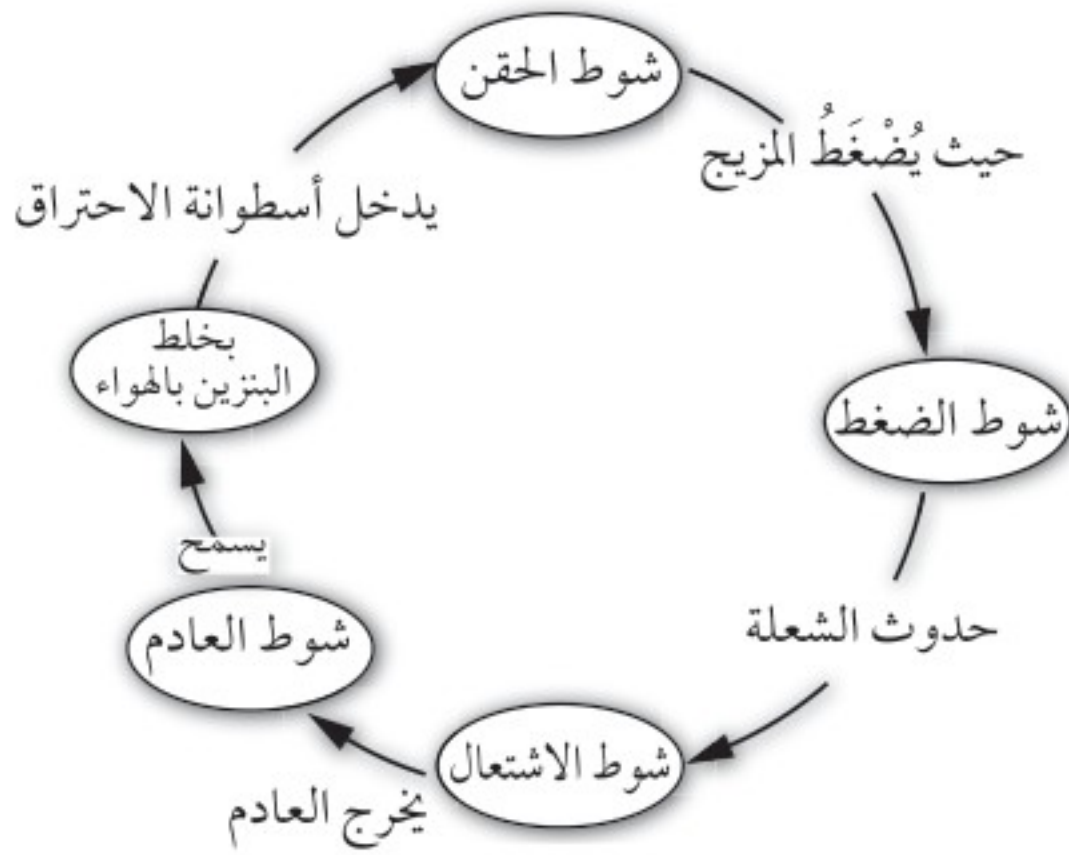 شوط الحقن
حيث يُضْغَطُ المزيج
شوط الضغط
حدوث الشعلة
شوط الاشتعال
يخرج العادم
شوط العادم
يسمح
بخلط
البنزين بالهواء
يدخل أسطوانة الاحتراق